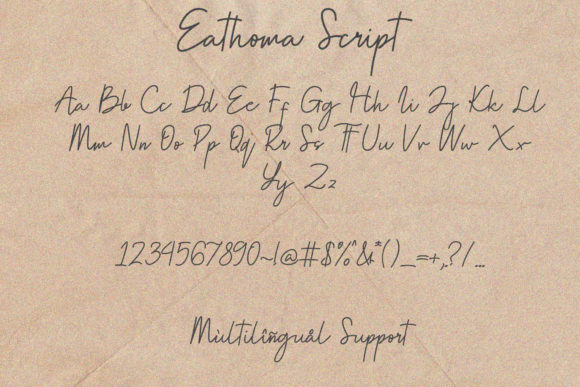 Eathoma Script
Aa Bb Cc Dd Ee Ff Gg Hh Ii Jj Kk Ll
Mm Nn Oo Pp Qq Rr Ss Tt Uu Vv Ww Xx
Yy Zz
1234567890~!@#$%^&*()_=+,.?/...
Mùltilîñguål Support